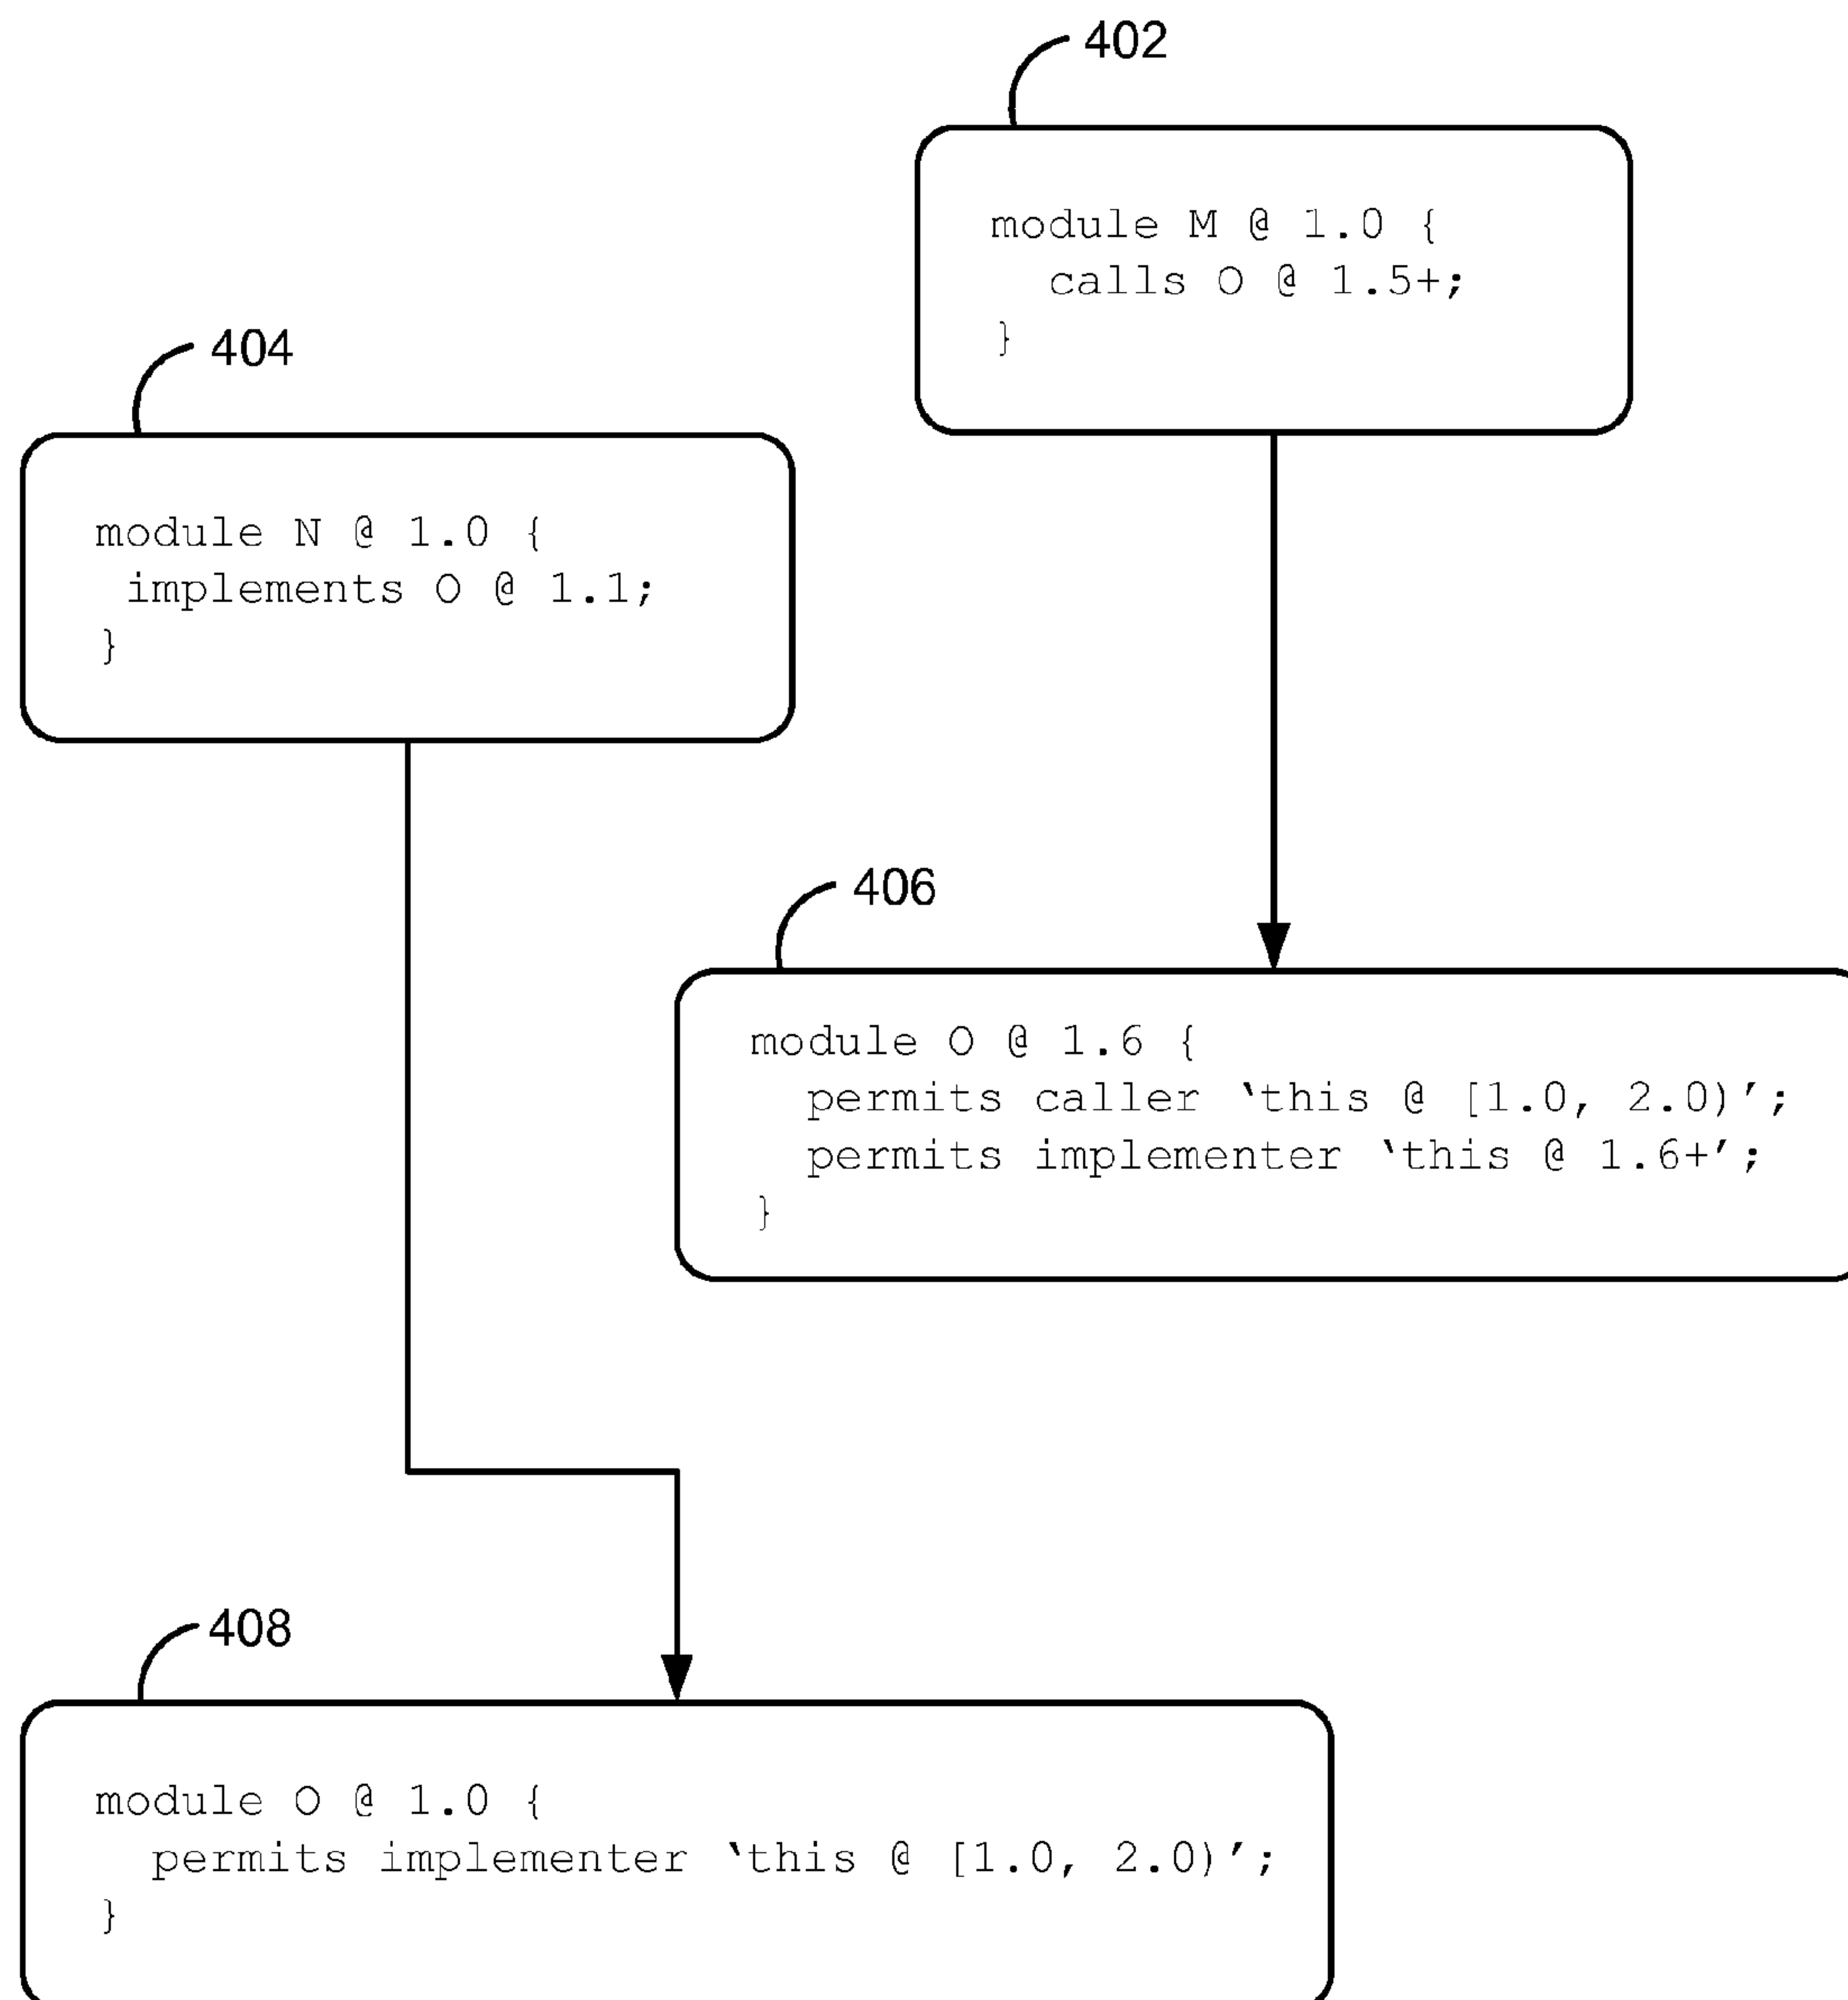 402
module M @ 1.0 {
calls O @ 1.5+;
}
404
module N @ 1.0 {
implements O @ 1.1;
}
406
module O @ 1.6 {
permits caller ‛this @ [1.0, 2.0)’;
permits implementer ‛this @ 1.6+’;
}
408
module O @ 1.0 {
permits implementer ‛this @ [1.0, 2.0)’;
}